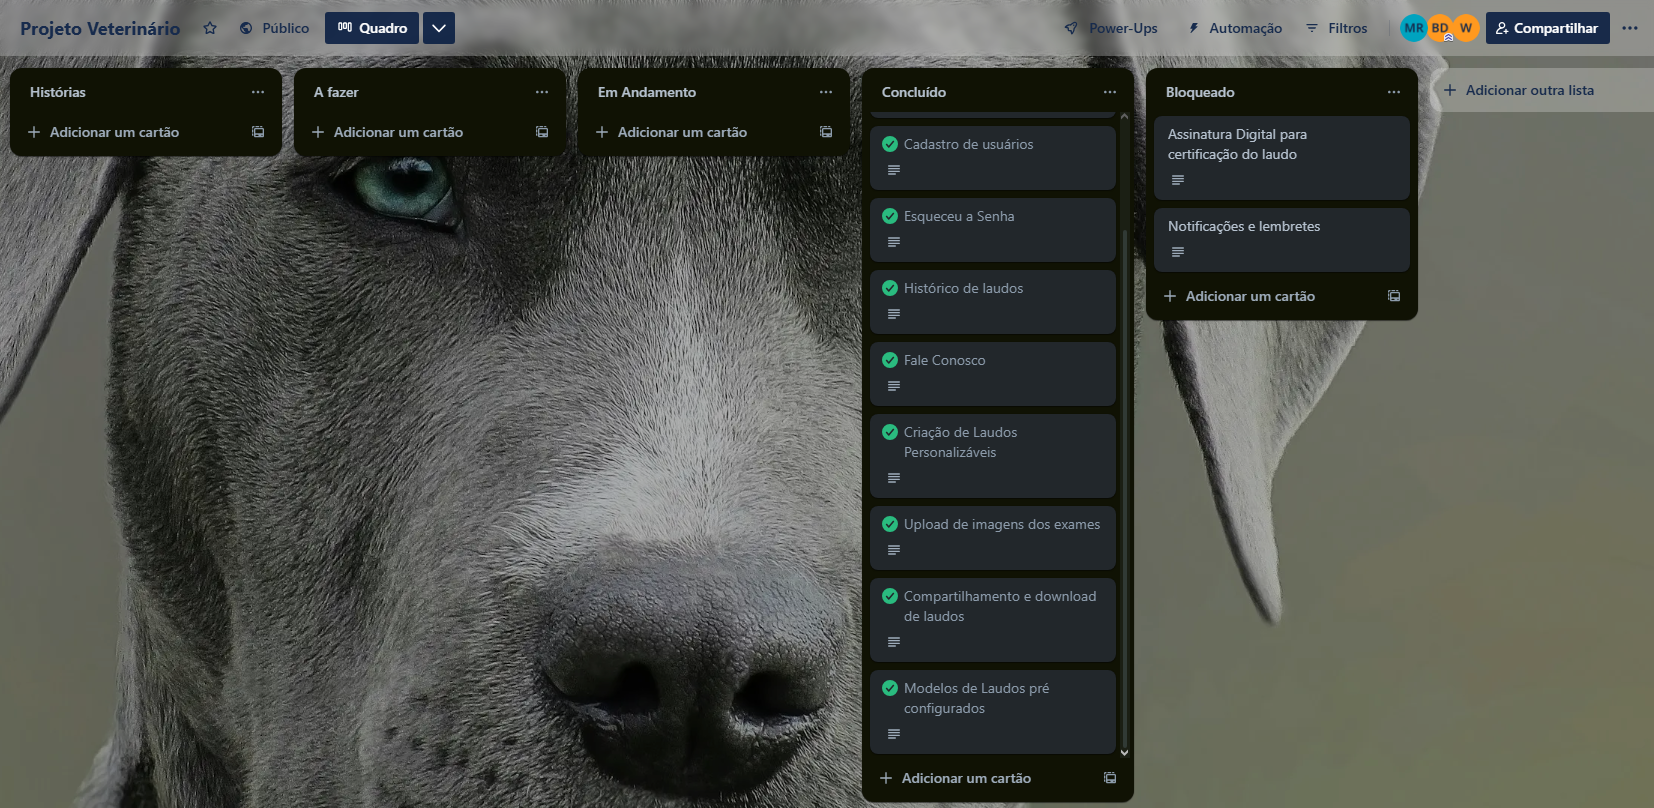 Projeto Veterinário
Público
Quadro
Power-Ups
Automação
Filtros
MR
BD
W
Compartilhar
Histórias
Adicionar um cartão
A fazer
Adicionar um cartão
Em Andamento
Adicionar um cartão
Concluído
Cadastro de usuários
Esqueceu a Senha
Histórico de laudos
Fale Conosco
Criação de Laudos
Personalizáveis
Upload de imagens dos exames
Compartilhamento e download
de laudos
Modelos de Laudos pré
configurados
Adicionar um cartão
Bloqueado
Assinatura Digital para
certificação do laudo
Notificações e lembretes
Adicionar um cartão
Adicionar outra lista